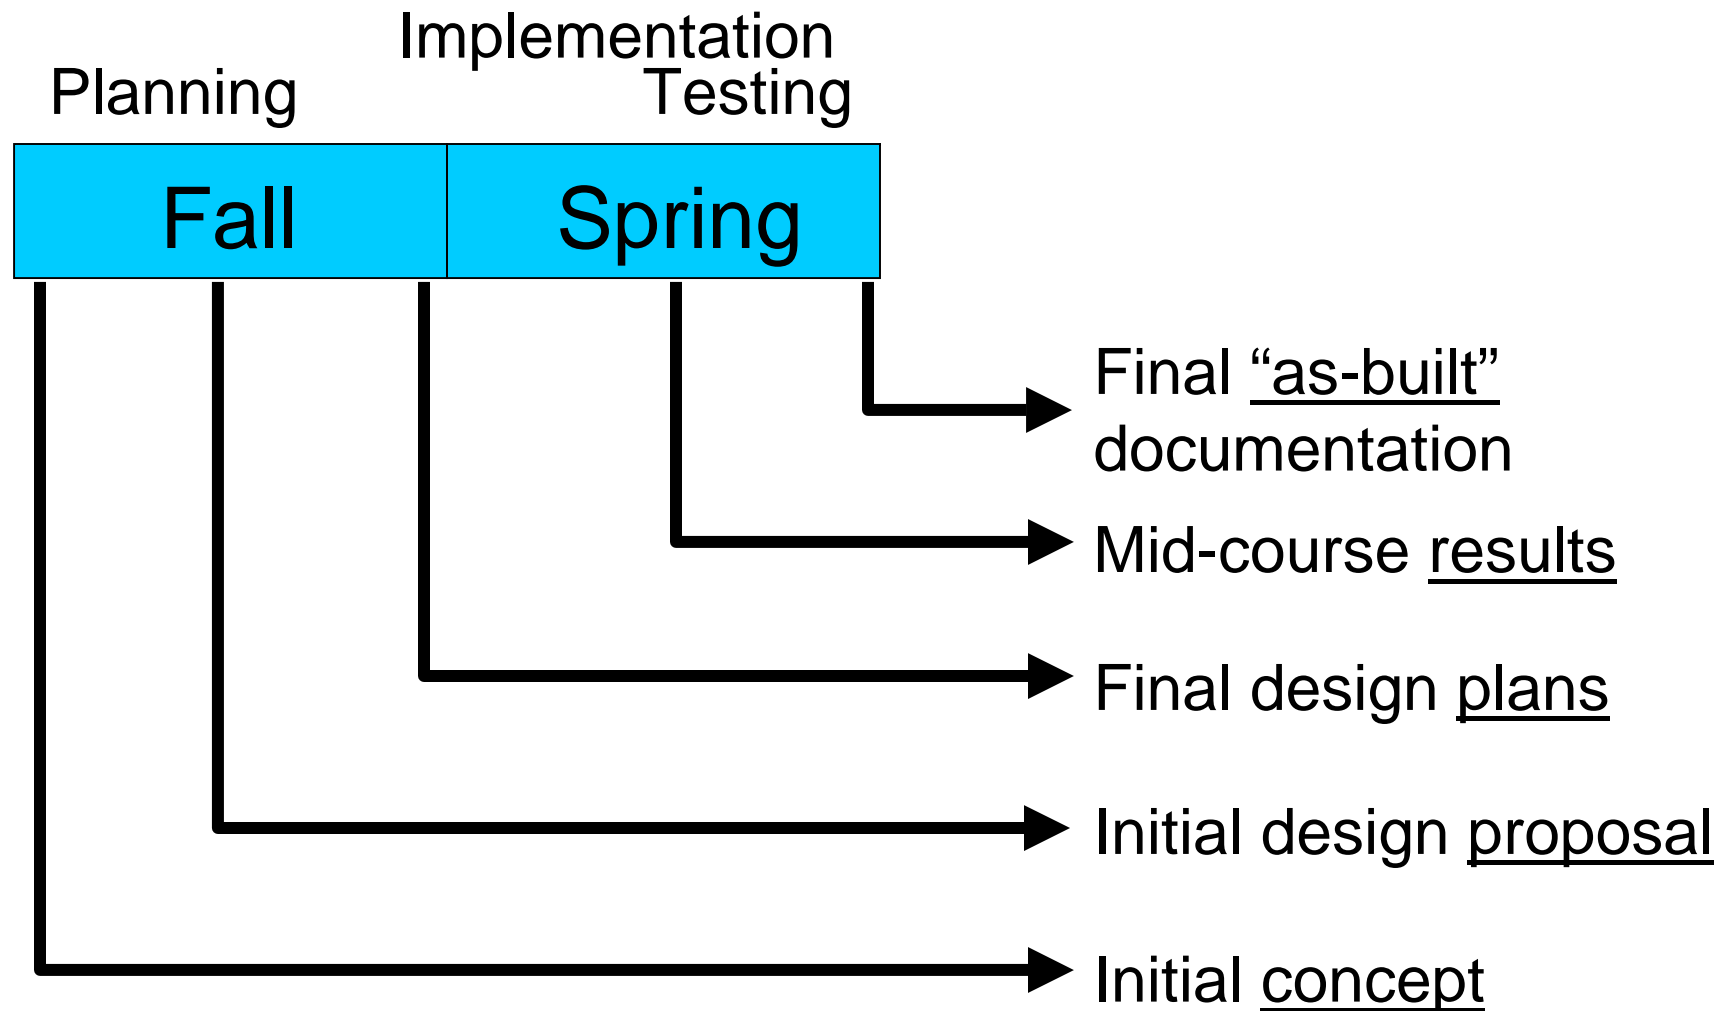 Implementation
Planning
Testing
Fall
Spring
Final “as-built”
documentation
Mid-course results
Final design plans
Initial design proposal
Initial concept